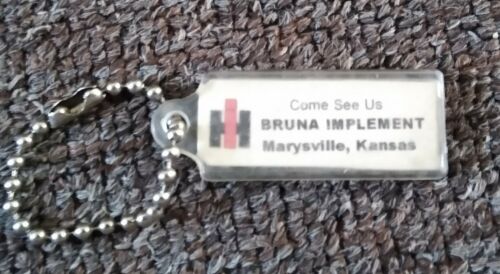 Come See Us
BRUNA IMPLEMENT
Marysville, Kansas